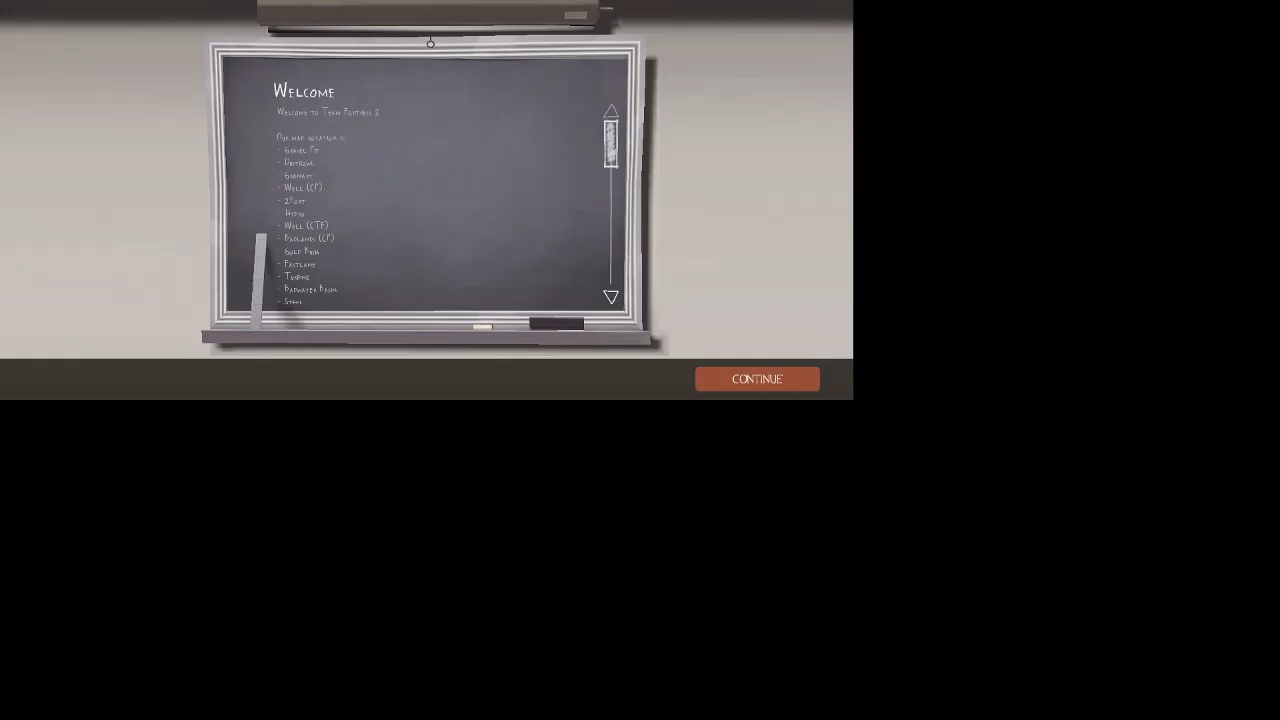 Welcome
Welcome to Team Fortress 2
Our map rotation is:
- Gravel Pit
- Dustbowl
- Granary
- Well (CP)
- 2Fort
- Hydro
- Well (CTF)
- Badlands (CP)
- Gold Rush
- Fastlane
- Turbine
- Badwater Basin
- Steel
CONTINUE